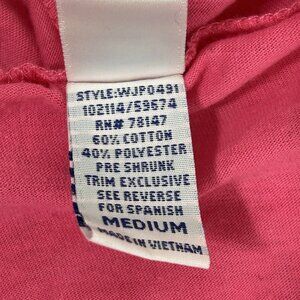 STYLE:WJP0491
102114/59674
RN# 78147
60% COTTON
40% POLYESTER
PRE SHRUNK
TRIM EXCLUSIVE
SEE REVERSE
FOR SPANISH
MEDIUM
MADE IN VIETNAM